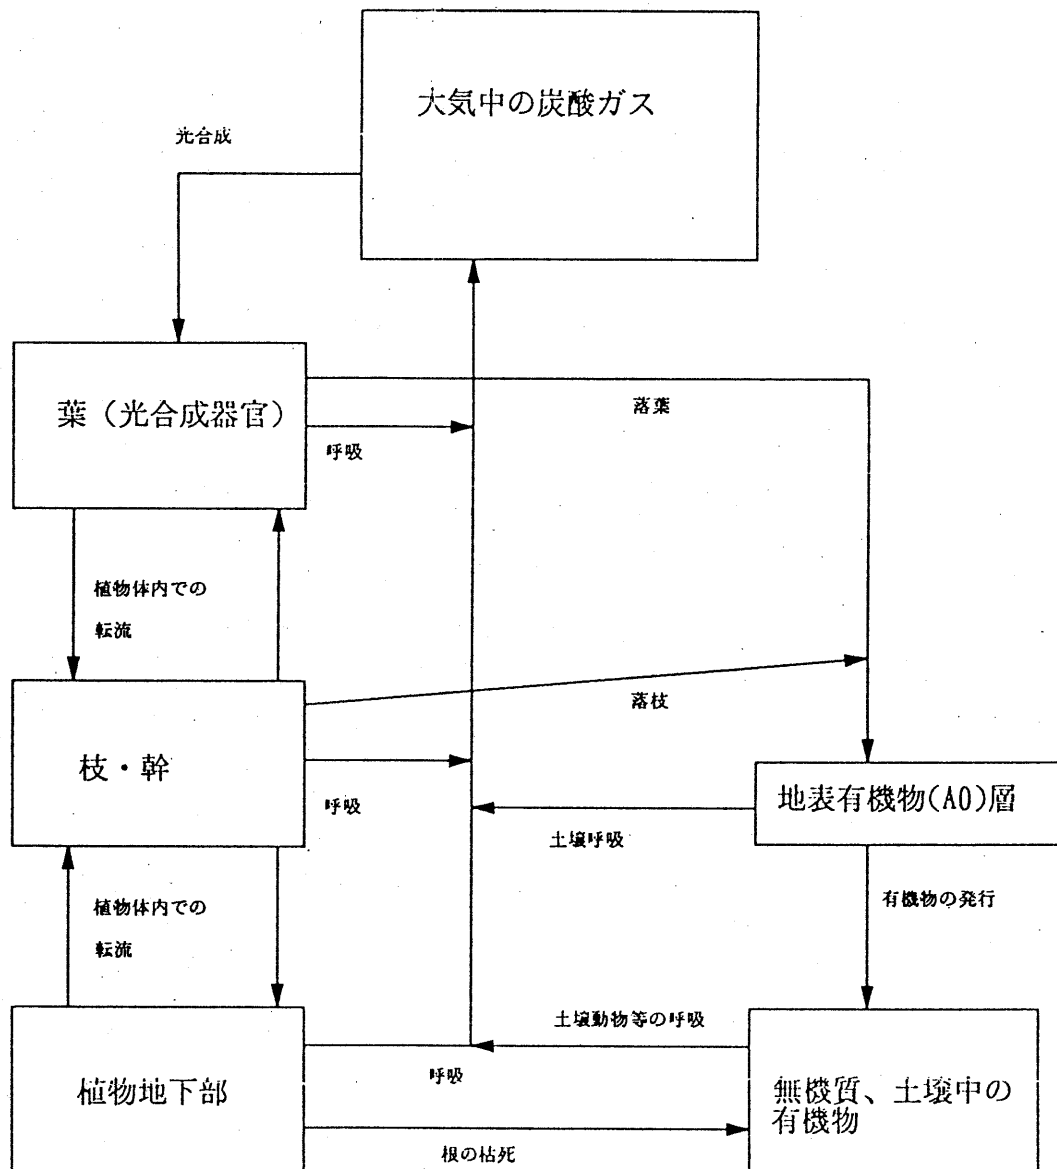 大気中の炭酸ガス
光合成
葉（光合成器官）
落葉
呼吸
植物体内での
転流
落枝
枝・幹
呼吸
地表有機物(A0)層
土壌呼吸
有機物の発行
植物体内での
転流
土壌動物等の呼吸
呼吸
植物地下部
無機質、土壌中の
有機物
根の枯死